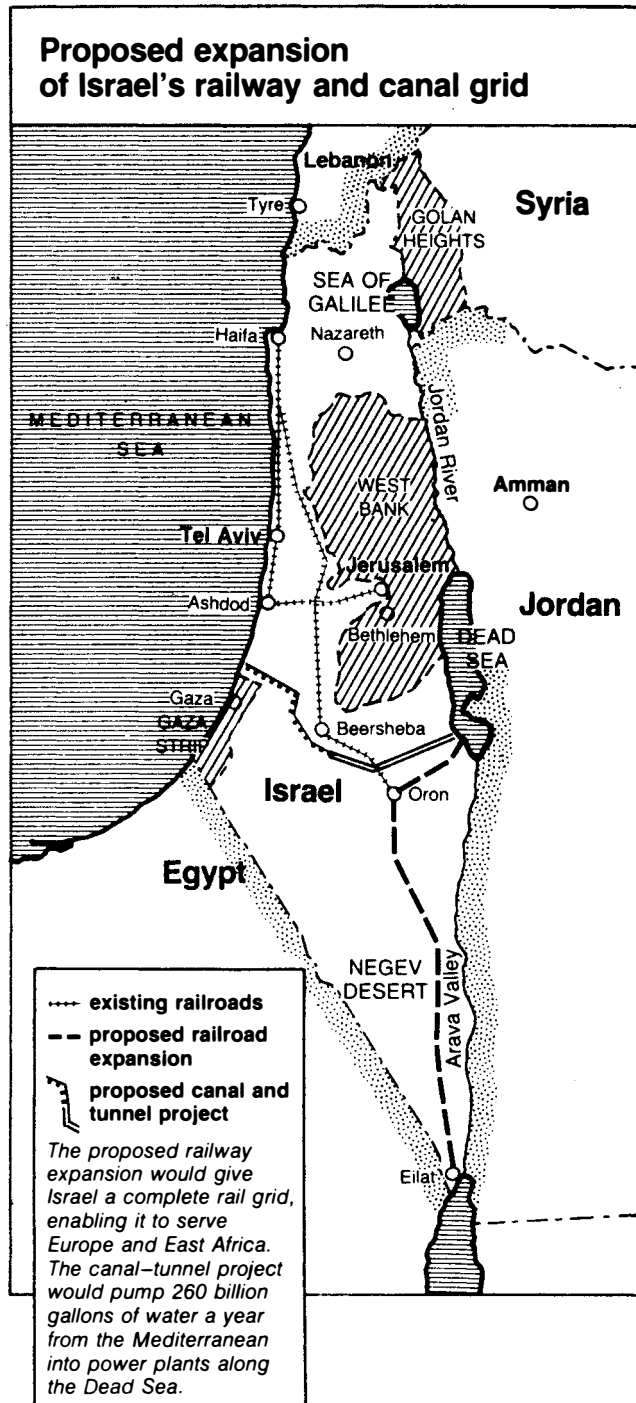 Proposed expansion
of Israel's railway and canal grid
Lebanon
Tyre
Syria
GOLAN
HEIGHTS
SEA OF
GALILEE
Haifa
Nazareth
MEDITERRANEAN
SEA
Jordan River
WEST
BANK
Amman
Tel Aviv
Jerusalem
Ashdod
Jordan
Bethlehem
DEAD
SEA
Gaza
GAZA
STRIP
Beersheba
Israel
Oron
Egypt
NEGEV
DESERT
Arava Valley
Eilat
existing railroads
proposed railroad
expansion
proposed canal and
tunnel project
The proposed railway
expansion would give
Israel a complete rail grid,
enabling it to serve
Europe and East Africa.
The canal–tunnel project
would pump 260 billion
gallons of water a year
from the Mediterranean
into power plants along
the Dead Sea.